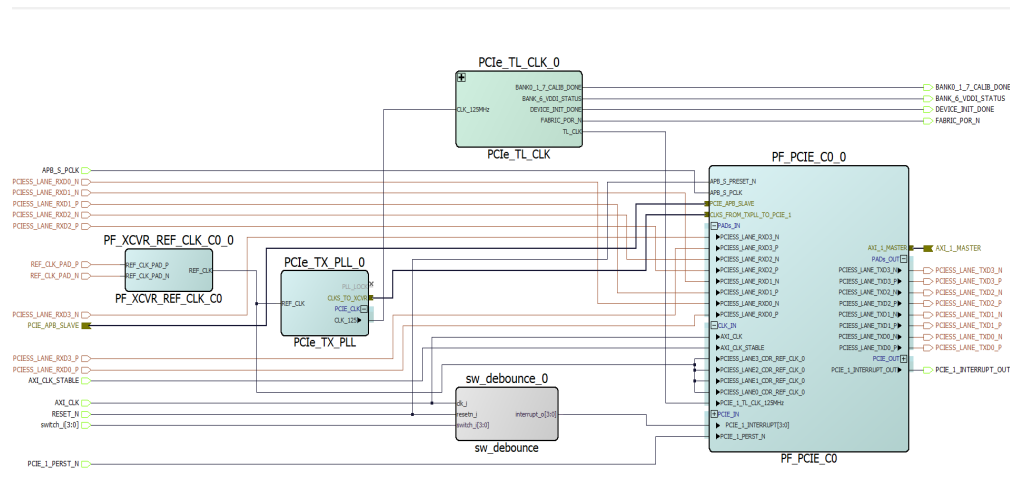 PCIe_TL_CLK_0
CLK_125MHz
BANK0_1_7_CALIB_DONE
BANK_6_VDDI_STATUS
DEVICE_INIT_DONE
FABRIC_POR_N
TL_CLK
PCIe_TL_CLK
BANK0_1_7_CALIB_DONE
BANK_6_VDDI_STATUS
DEVICE_INIT_DONE
FABRIC_POR_N
APB_S_PCLK
PCIESS_LANE_RXD0_N
PCIESS_LANE_RXD1_N
PCIESS_LANE_RXD1_P
PCIESS_LANE_RXD2_N
PCIESS_LANE_RXD2_P
REF_CLK_PAD_P
REF_CLK_PAD_N
PCIESS_LANE_RXD3_N
PCIE_APB_SLAVE
PCIESS_LANE_RXD3_P
PCIESS_LANE_RXD0_P
AXI_CLK_STABLE
AXI_CLK
RESET_N
switch_i[3:0]
PCIE_1_PERST_N
PF_XCVR_REF_CLK_C0_0
REF_CLK_PAD_P
REF_CLK_PAD_N
REF_CLK
PF_XCVR_REF_CLK_C0
PCIe_TX_PLL_0
REF_CLK
PLL_LOCK
CLKS_TO_XCVR
PCIE_CLK
CLK_125
PCIe_TX_PLL
sw_debounce_0
clk_i
resetn_i
switch_i[3:0]
interrupt_o[3:0]
sw_debounce
PF_PCIE_C0_0
APB_S_PRESET_N
APB_S_PCLK
PCIE_APB_SLAVE
CLKS_FROM_TXPLL_TO_PCIE_1
PADs_IN
PCIESS_LANE_RXD3_N
PCIESS_LANE_RXD3_P
PCIESS_LANE_RXD2_N
PCIESS_LANE_RXD2_P
PCIESS_LANE_RXD1_N
PCIESS_LANE_RXD1_P
PCIESS_LANE_RXD0_N
PCIESS_LANE_RXD0_P
CLK_IN
AXI_CLK
AXI_CLK_STABLE
PCIESS_LANE3_CDR_REF_CLK_0
PCIESS_LANE2_CDR_REF_CLK_0
PCIESS_LANE1_CDR_REF_CLK_0
PCIESS_LANE0_CDR_REF_CLK_0
PCIE_1_TL_CLK_125MHz
PCIE_IN
PCIE_1_INTERRUPT[3:0]
PCIE_1_PERST_N
AXI_1_MASTER
PADs_OUT
PCIESS_LANE_TXD3_N
PCIESS_LANE_TXD3_P
PCIESS_LANE_TXD2_N
PCIESS_LANE_TXD2_P
PCIESS_LANE_TXD1_N
PCIESS_LANE_TXD1_P
PCIESS_LANE_TXD0_N
PCIESS_LANE_TXD0_P
PCIE_OUT
PCIE_1_INTERRUPT_OUT
PF_PCIE_C0
AXI_1_MASTER
PCIESS_LANE_TXD3_N
PCIESS_LANE_TXD3_P
PCIESS_LANE_TXD2_N
PCIESS_LANE_TXD2_P
PCIESS_LANE_TXD1_N
PCIESS_LANE_TXD1_P
PCIESS_LANE_TXD0_N
PCIESS_LANE_TXD0_P
PCIE_1_INTERRUPT_OUT